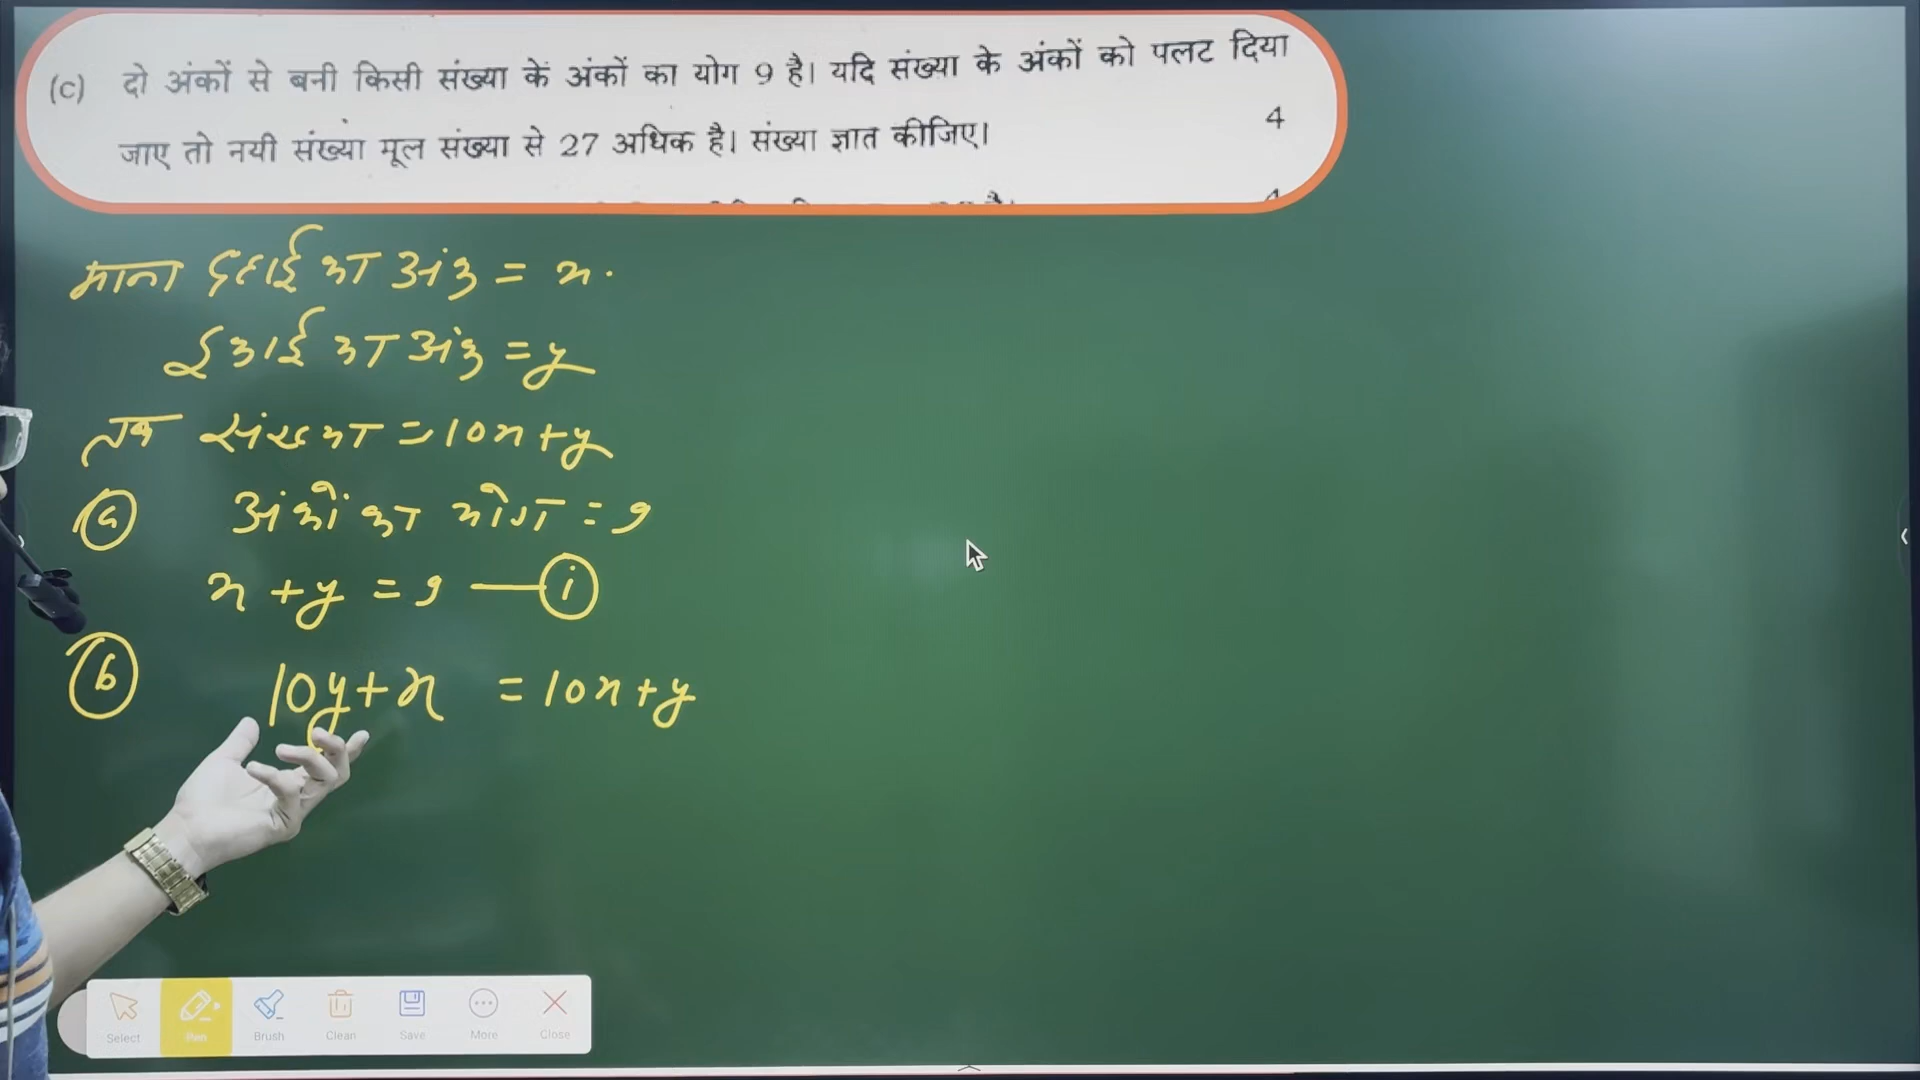 (c) दो अंकों से बनी किसी संख्या के अंकों का योग 9 है। यदि संख्या के अंकों को पलट दिया
जाए तो नयी संख्या मूल संख्या से 27 अधिक है। संख्या ज्ञात कीजिए। 4
माना दहाई का अंक = x.
इकाई का अंक = y
तब संख्या = 10x+y
अंकों का योग = 9
x + y = 9 — i
b 10y+x = 10x+y
Select Pen Brush Clean Save More Close